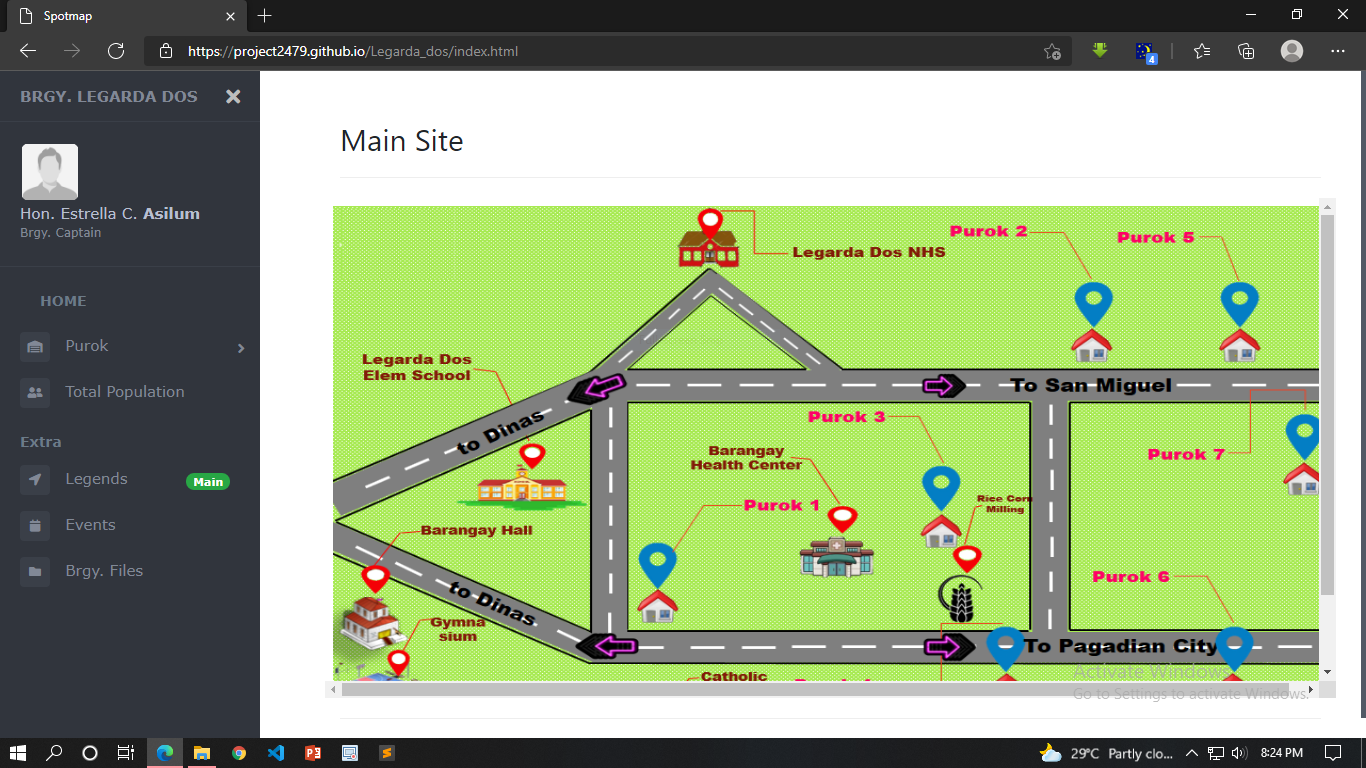 Spotmap
https://project2479.github.io/Legarda_dos/index.html
4
BRGY. LEGARDA DOS
Hon. Estrella C. Asilum
Brgy. Captain
HOME
Purok
Total Population
Extra
Legends
Main
Events
Brgy. Files
Main Site
Legarda Dos NHS
Purok 2
Purok 5
Legarda Dos
Elem School
To San Miguel
to Dinas
Purok 3
Barangay
Health Center
Purok 7
Rice Corn
Milling
Purok 1
Barangay Hall
Purok 6
to Dinas
Gymna
sium
To Pagadian City
Catholic
Activate Windows
Go to Settings to activate Windows.
29°C Partly clo...
8:24 PM